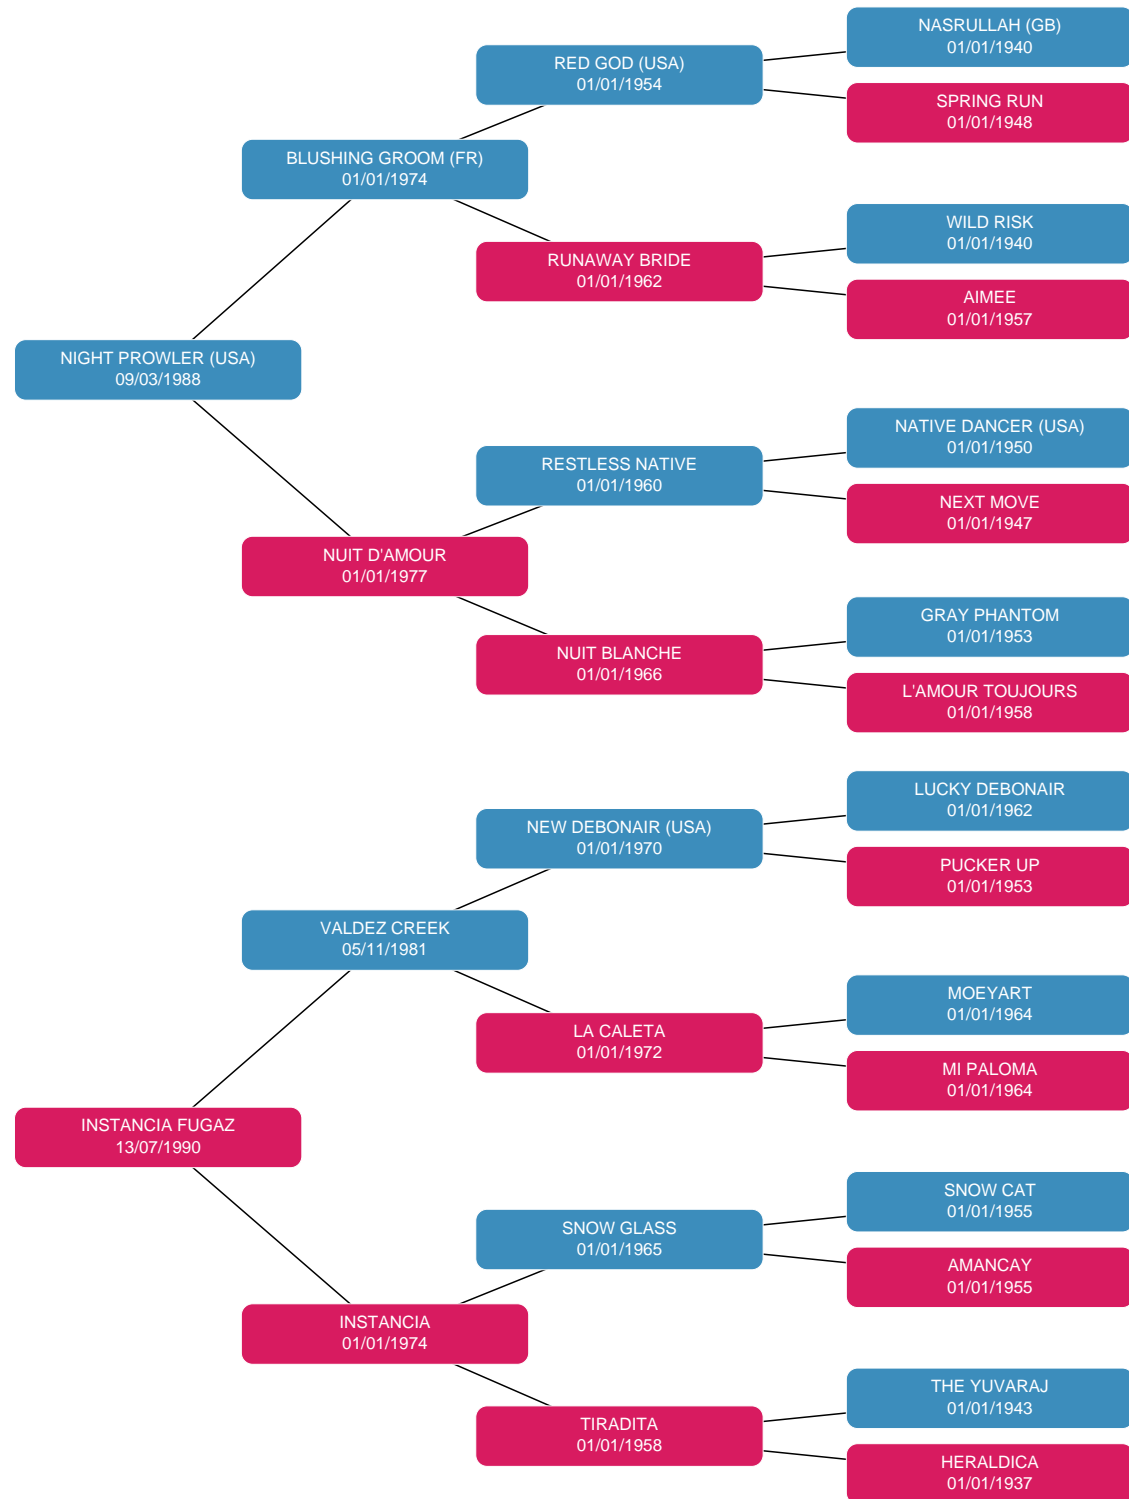 NASRULLAH (GB)
01/01/1940
RED GOD (USA)
01/01/1954
SPRING RUN
01/01/1948
BLUSHING GROOM (FR)
01/01/1974
WILD RISK
01/01/1940
RUNAWAY BRIDE
01/01/1962
AIMEE
01/01/1957
NIGHT PROWLER (USA)
09/03/1988
NATIVE DANCER (USA)
01/01/1950
RESTLESS NATIVE
01/01/1960
NEXT MOVE
01/01/1947
NUIT D'AMOUR
01/01/1977
GRAY PHANTOM
01/01/1953
NUIT BLANCHE
01/01/1966
L'AMOUR TOUJOURS
01/01/1958
LUCKY DEBONAIR
01/01/1962
NEW DEBONAIR (USA)
01/01/1970
PUCKER UP
01/01/1953
VALDEZ CREEK
05/11/1981
MOEYART
01/01/1964
LA CALETA
01/01/1972
MI PALOMA
01/01/1964
INSTANCIA FUGAZ
13/07/1990
SNOW CAT
01/01/1955
SNOW GLASS
01/01/1965
AMANCAY
01/01/1955
INSTANCIA
01/01/1974
THE YUVARAJ
01/01/1943
TIRADITA
01/01/1958
HERALDICA
01/01/1937